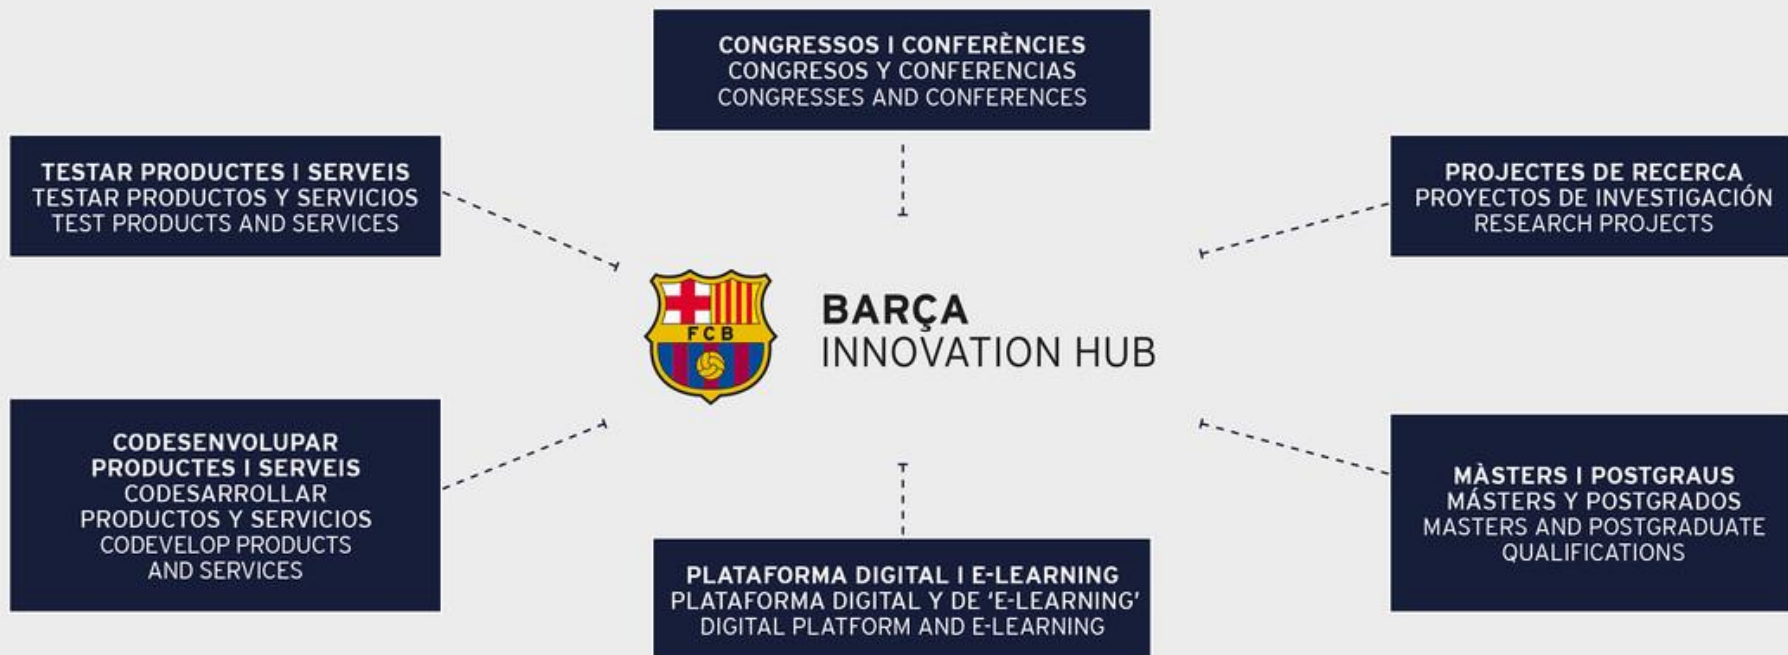 CONGRESSOS I CONFERÈNCIES
CONGRESOS Y CONFERENCIAS
CONGRESSES AND CONFERENCES
TESTAR PRODUCTES I SERVEIS
TESTAR PRODUCTOS Y SERVICIOS
TEST PRODUCTS AND SERVICES
PROJECTES DE RECERCA
PROYECTOS DE INVESTIGACIÓN
RESEARCH PROJECTS
FCB
BARÇA
INNOVATION HUB
CODESENVOLUPAR
PRODUCTES I SERVEIS
CODESARROLLAR
PRODUCTOS Y SERVICIOS
CODEVELOP PRODUCTS
AND SERVICES
MÀSTERS I POSTGRAUS
MÁSTERS Y POSTGRADOS
MASTERS AND POSTGRADUATE
QUALIFICATIONS
PLATAFORMA DIGITAL I E-LEARNING
PLATAFORMA DIGITAL Y DE ‘E-LEARNING’
DIGITAL PLATFORM AND E-LEARNING